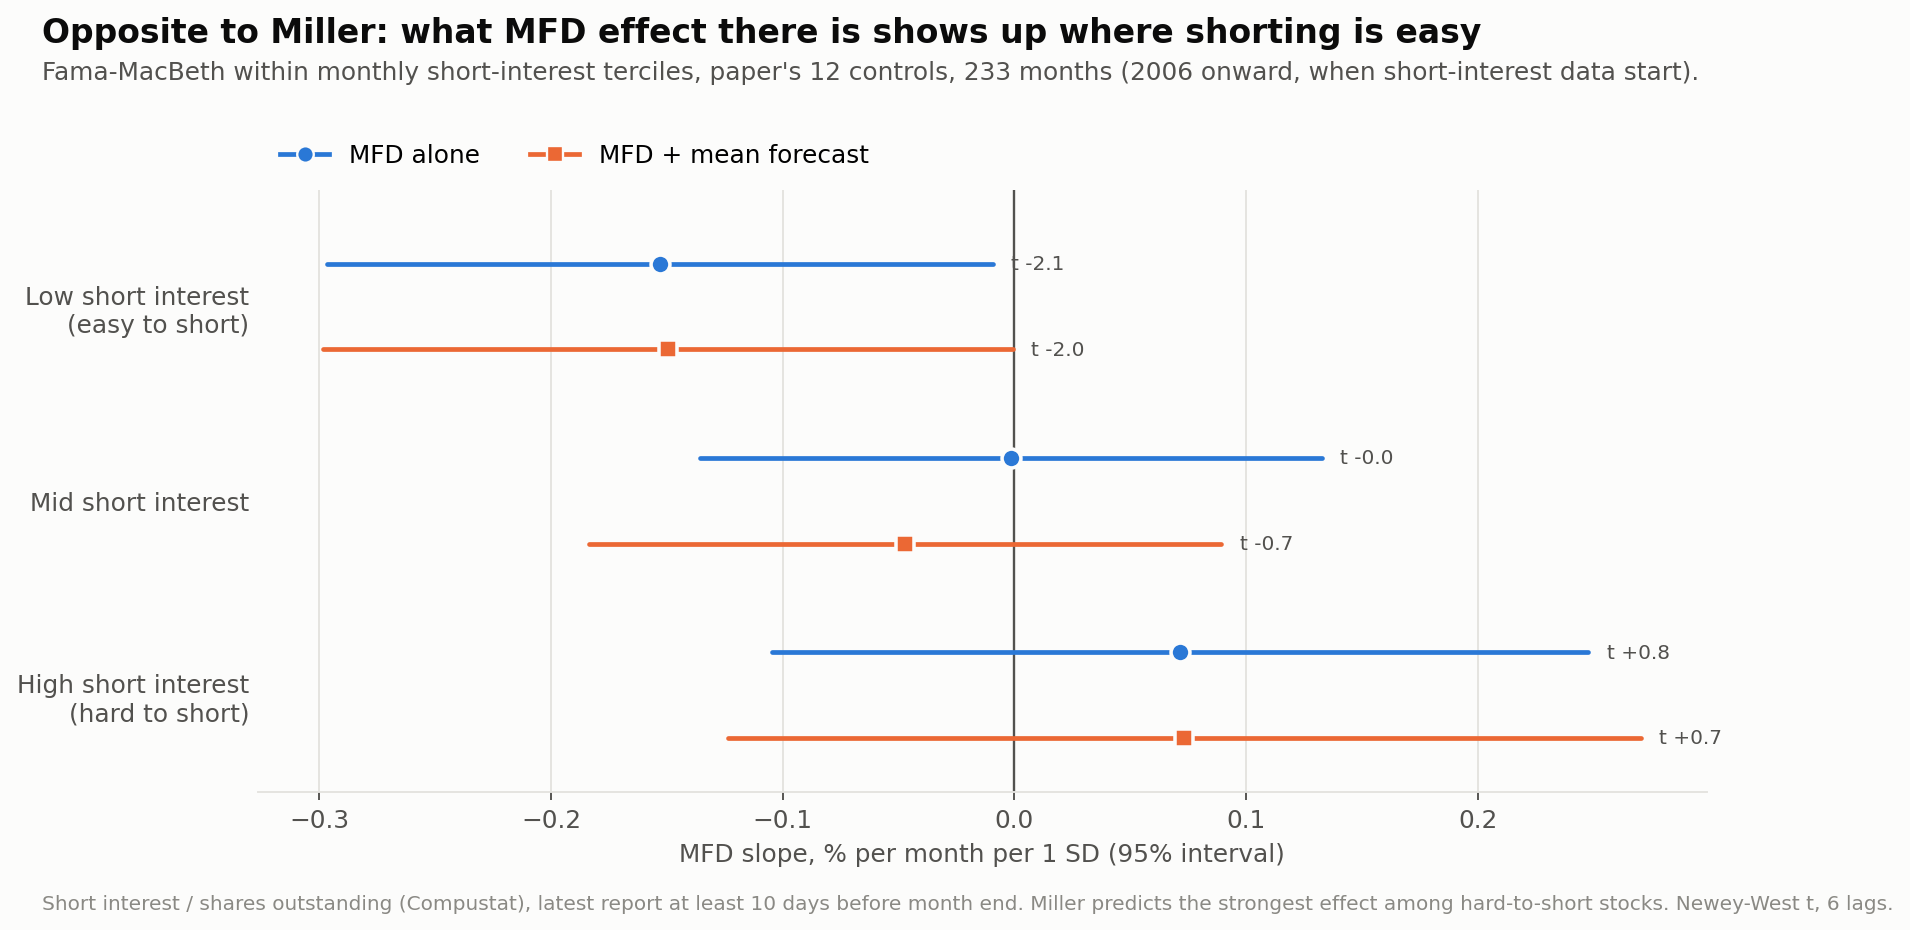 Opposite to Miller: what MFD effect there is shows up where shorting is easy
Fama-MacBeth within monthly short-interest terciles, paper's 12 controls, 233 months (2006 onward, when short-interest data start).
MFD alone
MFD + mean forecast
t -2.1
Low short interest
(easy to short)
t -2.0
t -0.0
Mid short interest
t -0.7
t +0.8
High short interest
(hard to short)
t +0.7
−0.3
−0.2
−0.1
0.0
0.1
0.2
MFD slope, % per month per 1 SD (95% interval)
Short interest / shares outstanding (Compustat), latest report at least 10 days before month end. Miller predicts the strongest effect among hard-to-short stocks. Newey-West t, 6 lags.